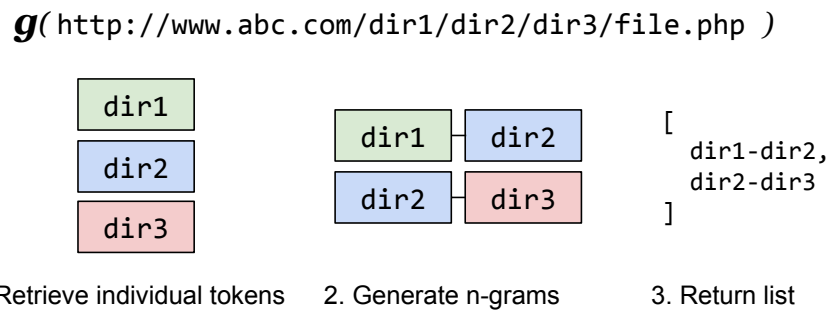 g( http://www.abc.com/dir1/dir2/dir3/file.php )
dir1
dir2
dir3
dir1 dir2
dir2 dir3
[
dir1-dir2,
dir2-dir3
]
Retrieve individual tokens
2. Generate n-grams
3. Return list